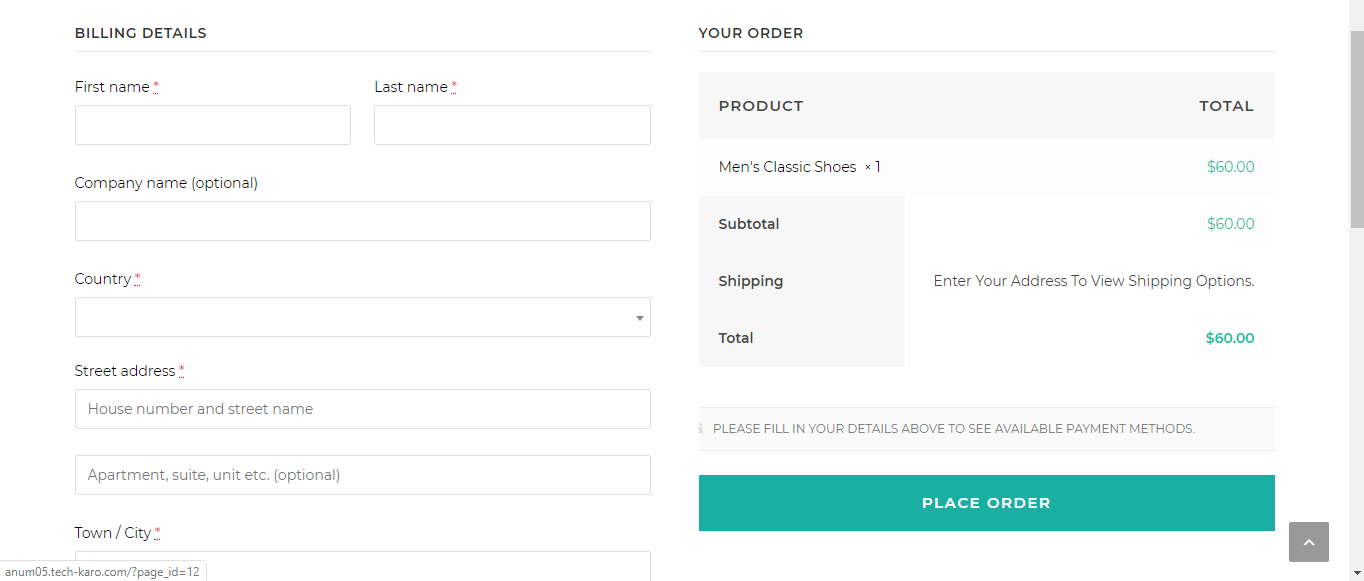 BILLING DETAILS
First name *
Last name *
Company name (optional)
Country *
Street address *
House number and street name
Apartment, suite, unit etc. (optional)
Town / City *
YOUR ORDER
PRODUCT TOTAL
Men's Classic Shoes × 1 $60.00
Subtotal $60.00
Shipping Enter Your Address To View Shipping Options.
Total $60.00
PLEASE FILL IN YOUR DETAILS ABOVE TO SEE AVAILABLE PAYMENT METHODS.
PLACE ORDER
anum05.tech-karo.com/?page_id=12